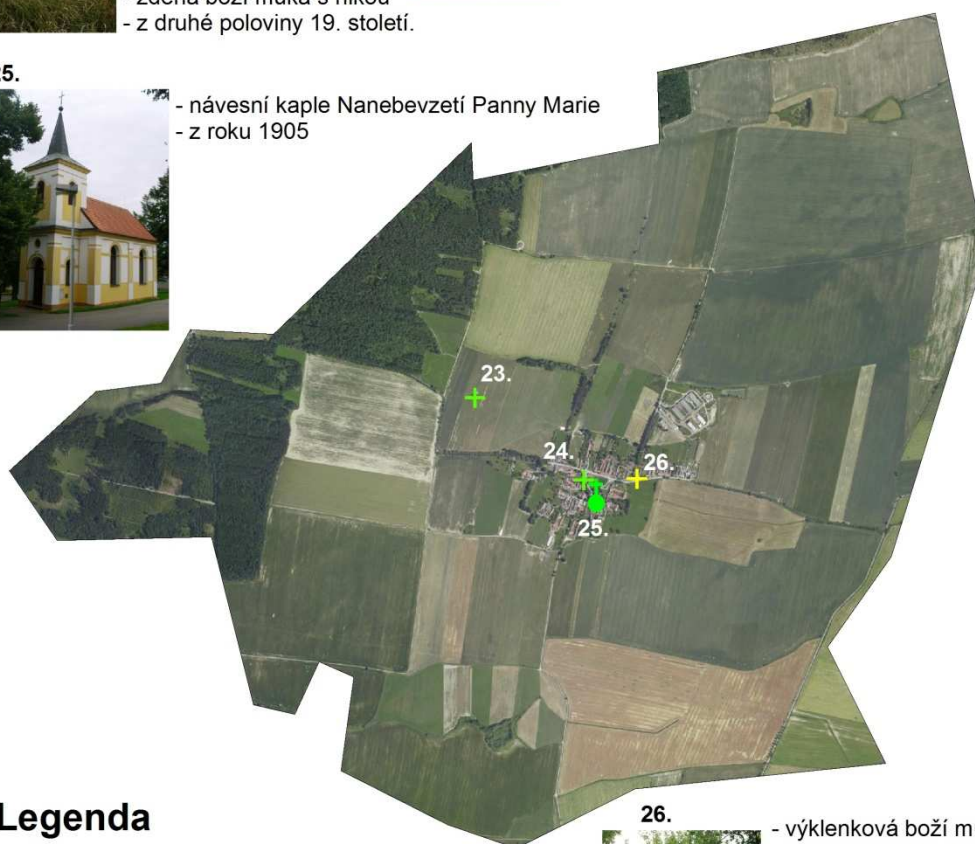 - z druhé poloviny 19. století.
25.
- návesní kaple Nanebevzetí Panny Marie
- z roku 1905
23.
24.
26.
25.
Legenda
26.
- výklenková boží m